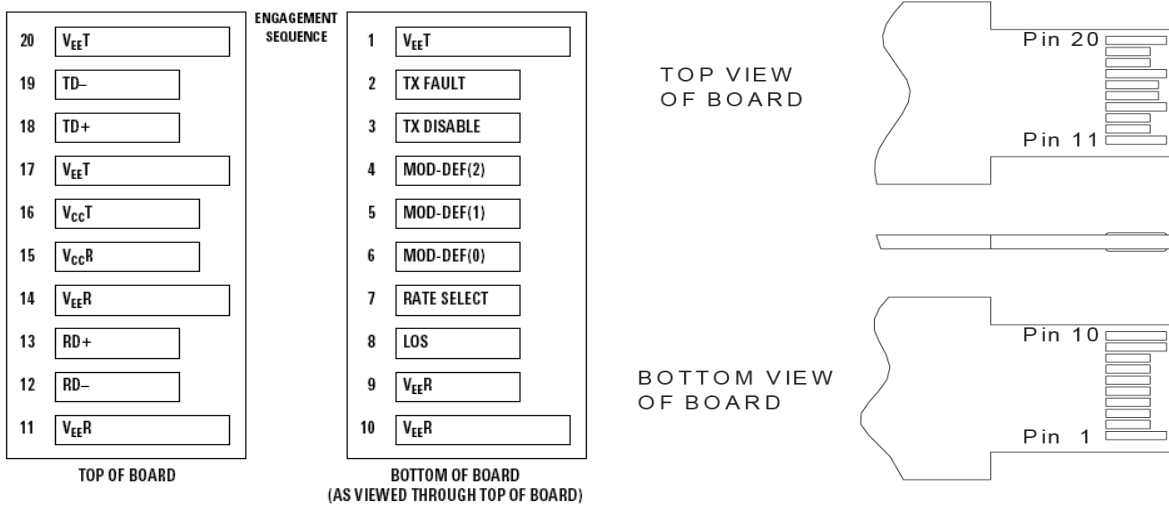 ENGAGEMENT
SEQUENCE
20 VEET
19 TD–
18 TD+
17 VEET
16 VCCT
15 VCCR
14 VEER
13 RD+
12 RD–
11 VEER
TOP OF BOARD
1 VEET
2 TX FAULT
3 TX DISABLE
4 MOD-DEF(2)
5 MOD-DEF(1)
6 MOD-DEF(0)
7 RATE SELECT
8 LOS
9 VEER
10 VEER
BOTTOM OF BOARD
(AS VIEWED THROUGH TOP OF BOARD)
TOP VIEW
OF BOARD
Pin 20
Pin 11
BOTTOM VIEW
OF BOARD
Pin 10
Pin 1